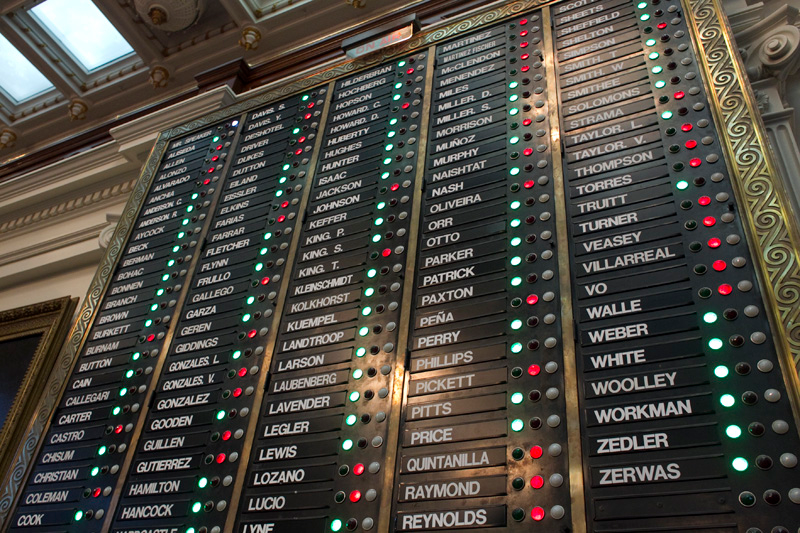 MR. SPEAKER
ALLEN
ALONZO
ALVARADO
ANCHIA
ANDERSON, C.
ANDERSON, R.
AYCOCK
BECK
BERMAN
BOHAC
BONNEN
BRANCH
BROWN
BURKETT
BURNAM
BUTTON
CAIN
CALLEGARI
CARTER
CASTRO
CHISUM
CHRISTIAN
COLEMAN
COOK
DAVIS, S.
DAVIS, Y.
DESHOTEL
DRIVER
DUKES
DUTTON
EILAND
EISSLER
ELKINS
FARIAS
FARRAR
FLETCHER
FLYNN
FRULLO
GALLEGO
GARZA
GEREN
GIDDINGS
GONZALES, L.
GONZALES, V.
GONZALEZ
GOODEN
GUILLEN
GUTIERREZ
HAMILTON
HANCOCK
HARDCASTLE
HILDERBRAN
HOCHBERG
HOPSON
HOWARD, C.
HOWARD, D.
HUBERTY
HUGHES
HUNTER
ISAAC
JACKSON
JOHNSON
KEFFER
KING, P.
KING, S.
KING, T.
KLEINSCHMIDT
KOLKHORST
KUEMPEL
LANDTROOP
LARSON
LAUBENBERG
LAVENDER
LEGLER
LEWIS
LOZANO
LUCIO
LYNE
MARTINEZ
MARTINEZ FISCHER
MCCLENDON
MENENDEZ
MILES
MILLER, D.
MILLER, S.
MORRISON
MUÑOZ
MURPHY
NAISHTAT
NASH
OLIVEIRA
ORR
OTTO
PARKER
PATRICK
PAXTON
PEÑA
PERRY
PHILLIPS
PICKETT
PITTS
PRICE
QUINTANILLA
RAYMOND
REYNOLDS
SCOTT
SHEETS
SHEFFIELD
SHELTON
SIMPSON
SMITH, T.
SMITH, W.
SMITHEE
SOLOMONS
STRAMA
TAYLOR, L.
TAYLOR, V.
THOMPSON
TORRES
TRUITT
TURNER
VEASEY
VILLARREAL
VO
WALLE
WEBER
WHITE
WOOLLEY
WORKMAN
ZEDLER
ZERWAS